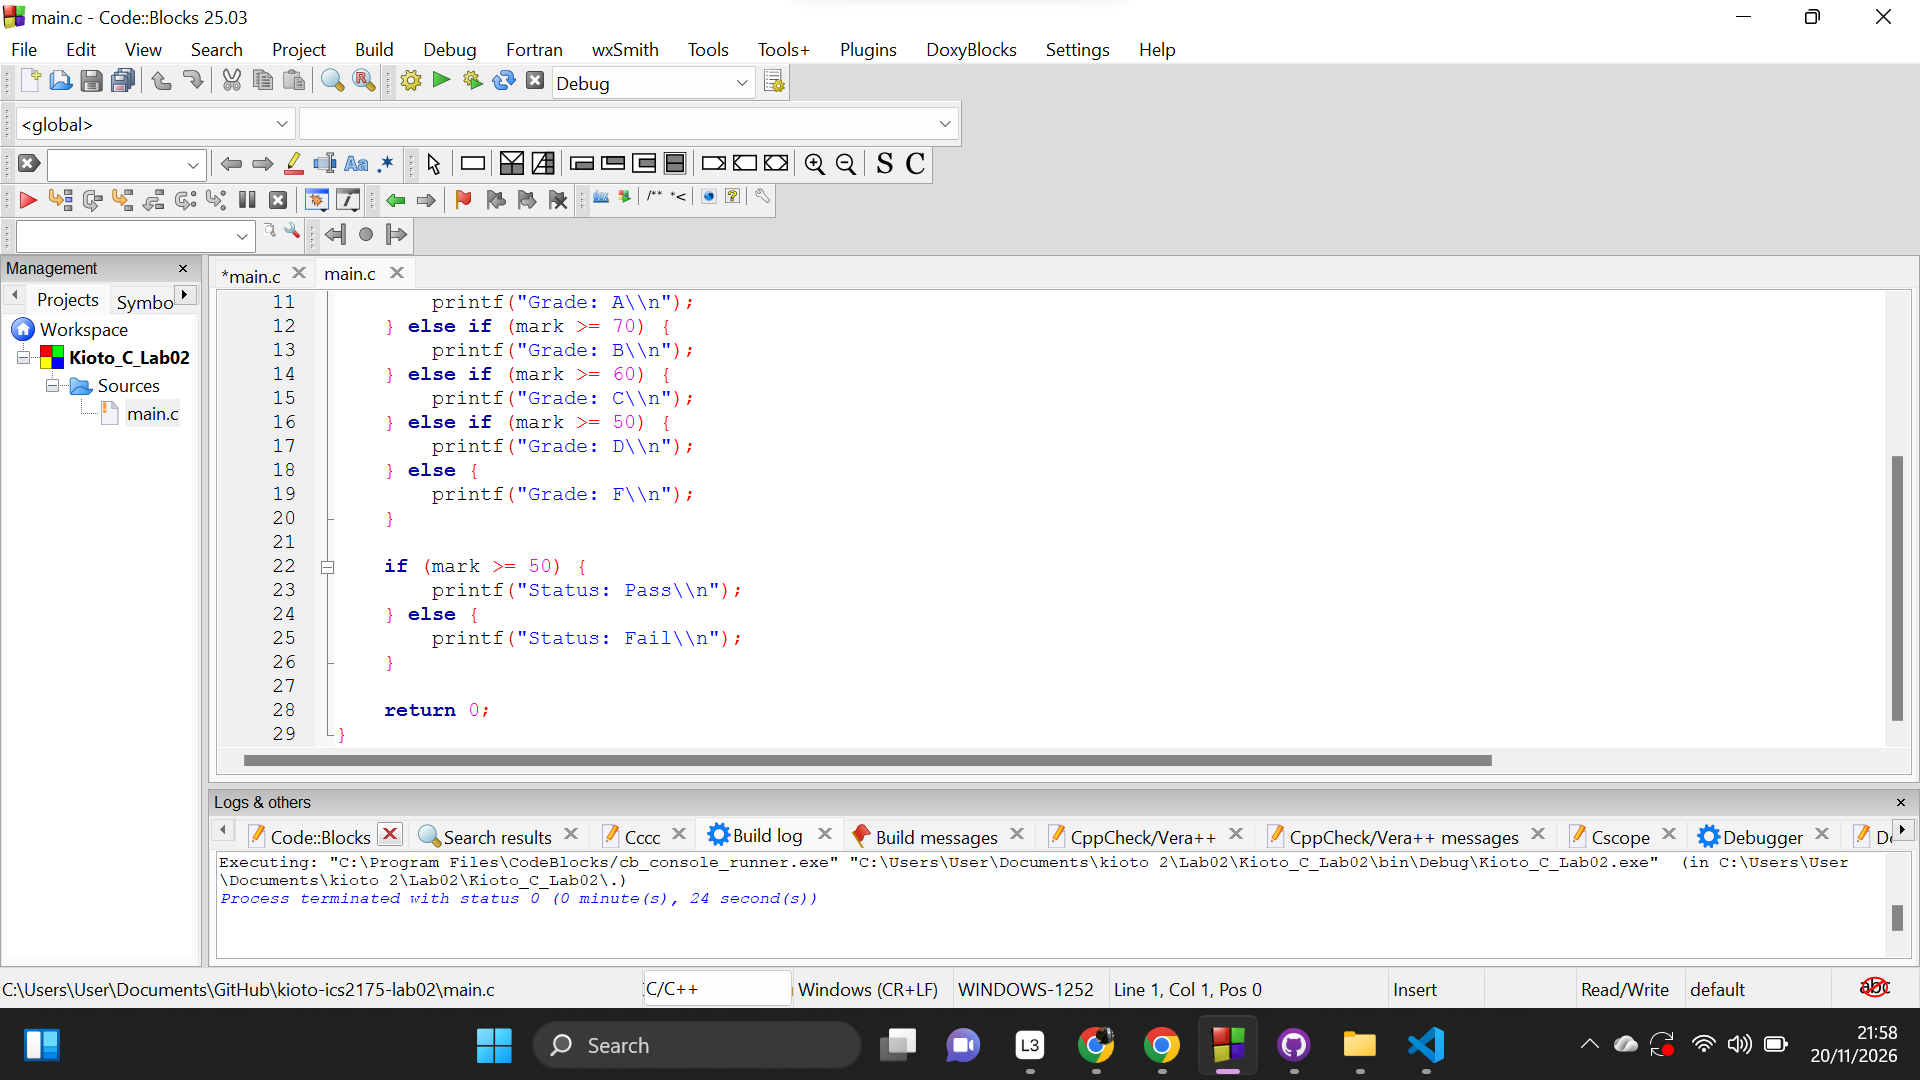 main.c - Code::Blocks 25.03
File Edit View Search Project Build Debug Fortran wxSmith Tools Tools+ Plugins DoxyBlocks Settings Help
Debug
<global>
Aa .* S C
/** *<
Management
Projects Symbo
Workspace
Kioto_C_Lab02
Sources
main.c
*main.c main.c
11 printf("Grade: A\\n");
12 } else if (mark >= 70) {
13 printf("Grade: B\\n");
14 } else if (mark >= 60) {
15 printf("Grade: C\\n");
16 } else if (mark >= 50) {
17 printf("Grade: D\\n");
18 } else {
19 printf("Grade: F\\n");
20 }
21
22 if (mark >= 50) {
23 printf("Status: Pass\\n");
24 } else {
25 printf("Status: Fail\\n");
26 }
27
28 return 0;
29 }
Logs & others
Code::Blocks Search results Cccc Build log Build messages CppCheck/Vera++ CppCheck/Vera++ messages Cscope Debugger
Executing: "C:\Program Files\CodeBlocks/cb_console_runner.exe" "C:\Users\User\Documents\kioto 2\Lab02\Kioto_C_Lab02\bin\Debug\Kioto_C_Lab02.exe" (in C:\Users\User
\Documents\kioto 2\Lab02\Kioto_C_Lab02\.)
Process terminated with status 0 (0 minute(s), 24 second(s))
C:\Users\User\Documents\GitHub\kioto-ics2175-lab02\main.c C/C++ Windows (CR+LF) WINDOWS-1252 Line 1, Col 1, Pos 0 Insert Read/Write default abc
Search L3 21:58
20/11/2026